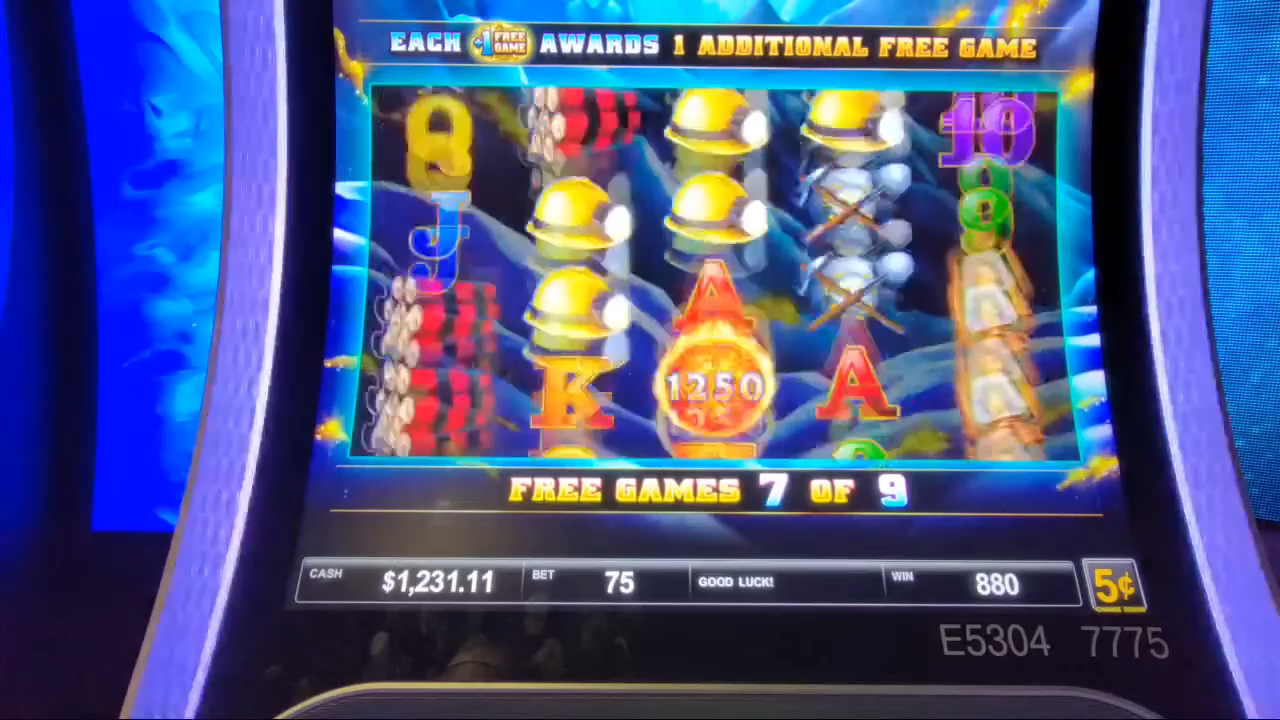 EACH +1 FREE GAME AWARDS 1 ADDITIONAL FREE GAME
Q
10
J
A
1250
K
A
FREE GAMES 7 OF 9
CASH $1,231.11 BET 75 GOOD LUCK! WIN 880 5¢
E5304 7775